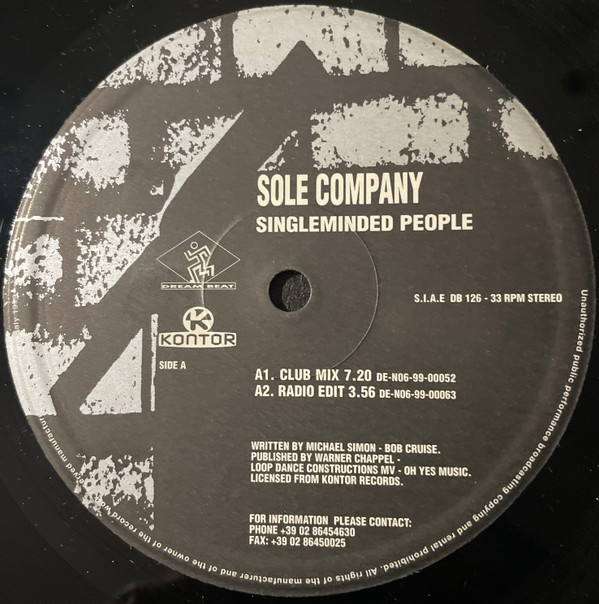 SOLE COMPANY
SINGLEMINDED PEOPLE
DREAM BEAT
S.I.A.E DB 126 - 33 RPM STEREO
K
KONTOR
SIDE A
A1. CLUB MIX 7.20 DE-N06-99-00052
A2. RADIO EDIT 3.56 DE-N06-99-00063
WRITTEN BY MICHAEL SIMON - BOB CRUISE.
PUBLISHED BY WARNER CHAPPEL -
LOOP DANCE CONSTRUCTIONS MV - OH YES MUSIC.
LICENSED FROM KONTOR RECORDS.
FOR INFORMATION PLEASE CONTACT:
PHONE +39 02 86454630
FAX: +39 02 86450025
Unauthorized public performance broadcasting copying and rental prohibited. All rights of the manufacturer and of the owner of the recorded work